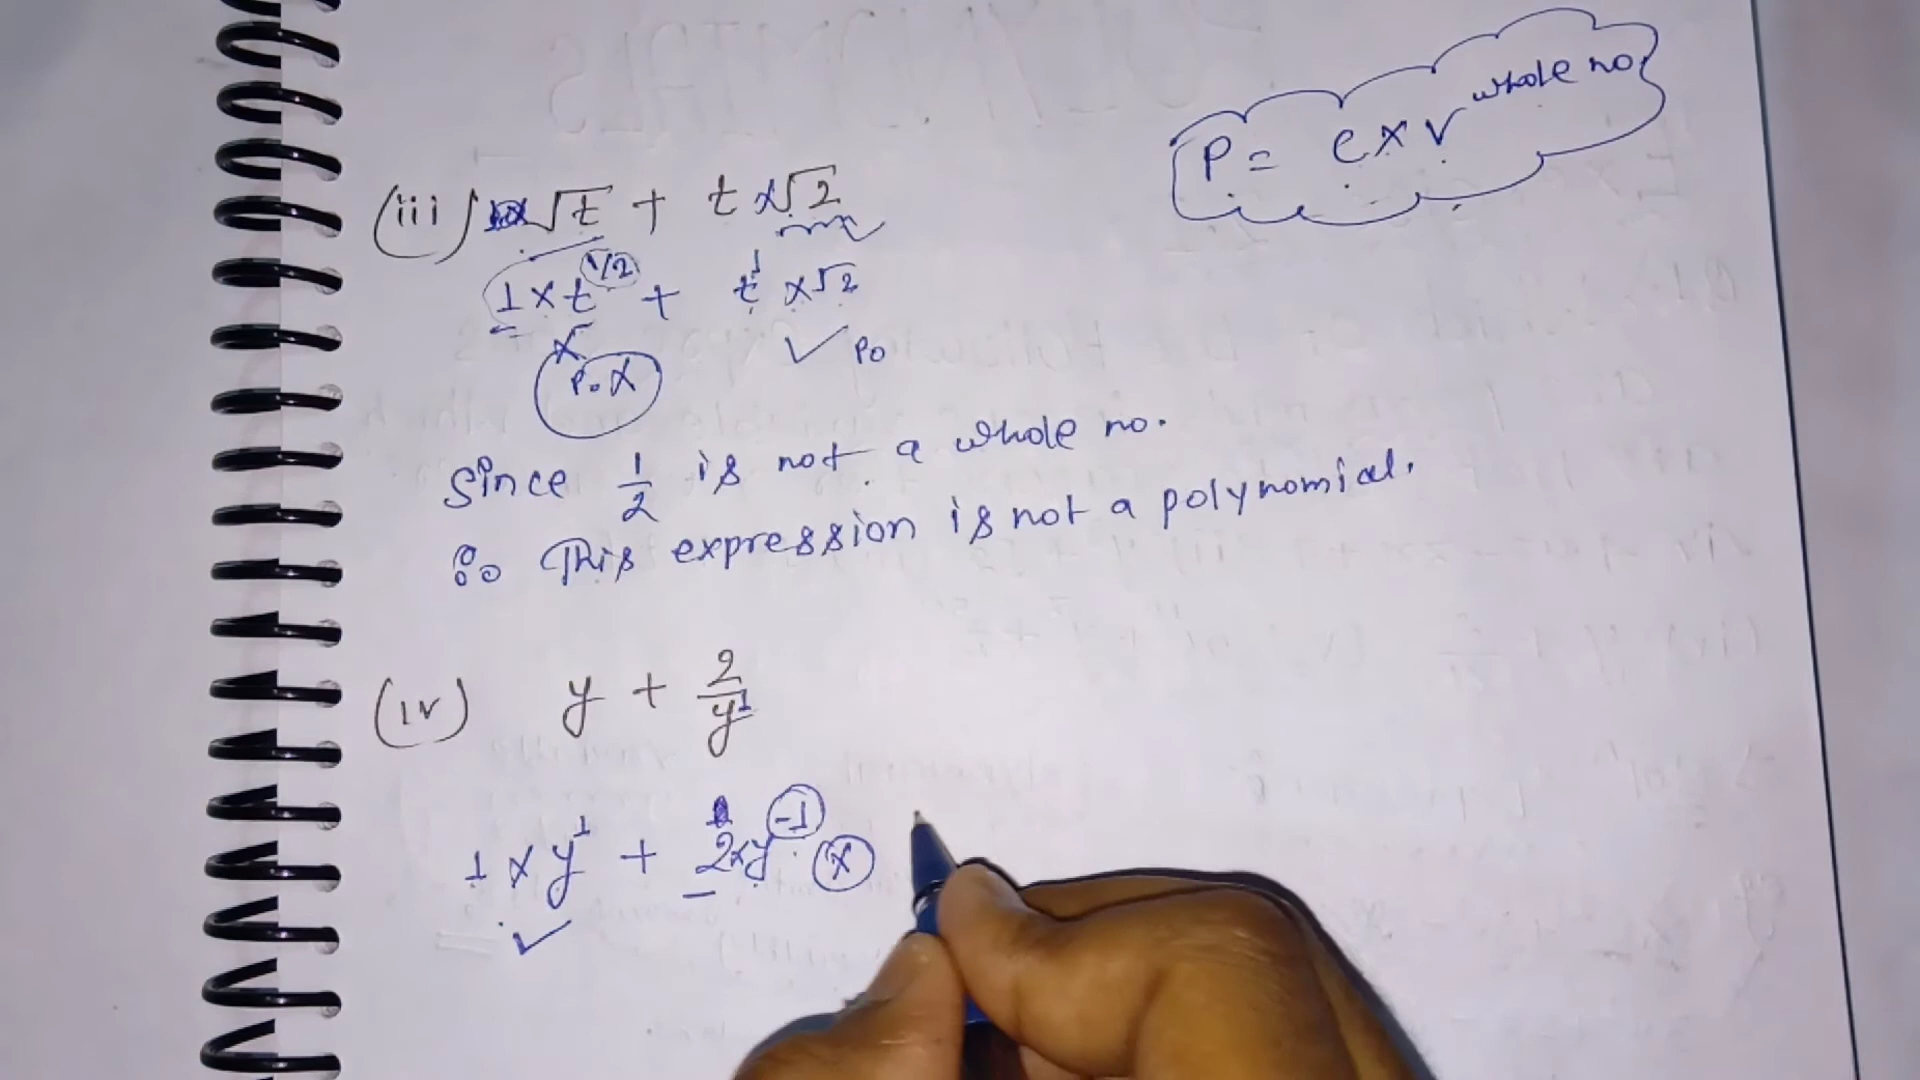 P = c × v^whole no.
(iii) √t + t × √2
1 × t^1/2 + t^1 × √2
× ✓ Po
P.o ×
Since 1/2 is not a whole no.
∴ This expression is not a polynomial.
(iv) y + 2/y^1
1 × y^1 + 2 × y^-1 (×)
✓